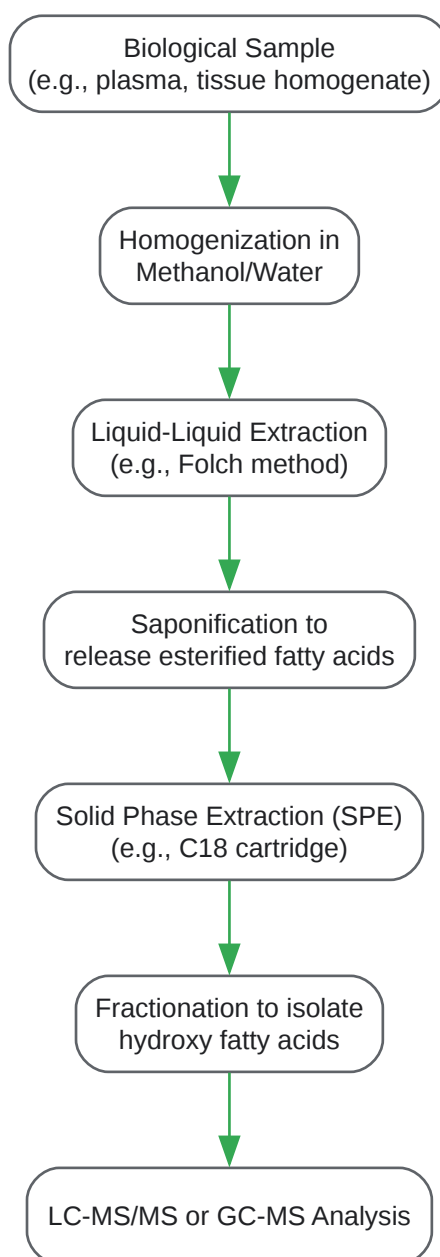 Biological Sample
(e.g., plasma, tissue homogenate)
Homogenization in
Methanol/Water
Liquid-Liquid Extraction
(e.g., Folch method)
Saponification to
release esterified fatty acids
Solid Phase Extraction (SPE)
(e.g., C18 cartridge)
Fractionation to isolate
hydroxy fatty acids
LC-MS/MS or GC-MS Analysis